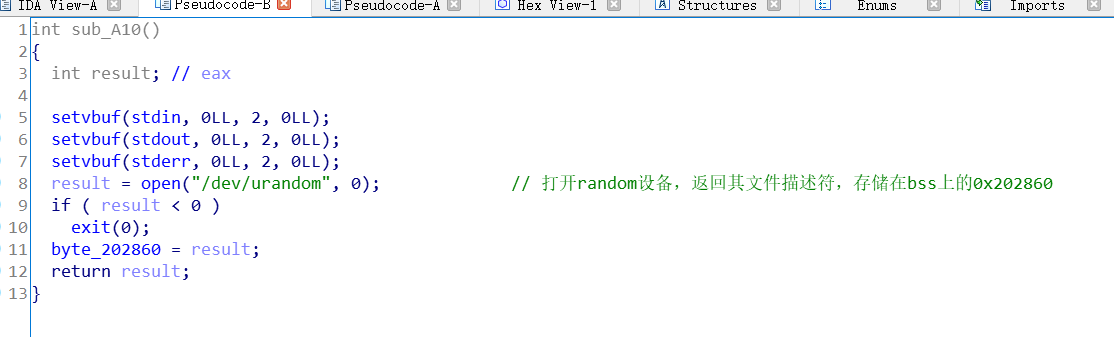 IDA View-A Pseudocode-B Pseudocode-A Hex View-1 Structures Enums Imports
1 int sub_A10()
2 {
3 int result; // eax
4
5 setvbuf(stdin, 0LL, 2, 0LL);
6 setvbuf(stdout, 0LL, 2, 0LL);
7 setvbuf(stderr, 0LL, 2, 0LL);
8 result = open("/dev/urandom", 0); // 打开random设备，返回其文件描述符，存储在bss上的0x202860
9 if ( result < 0 )
10 exit(0);
11 byte_202860 = result;
12 return result;
13 }